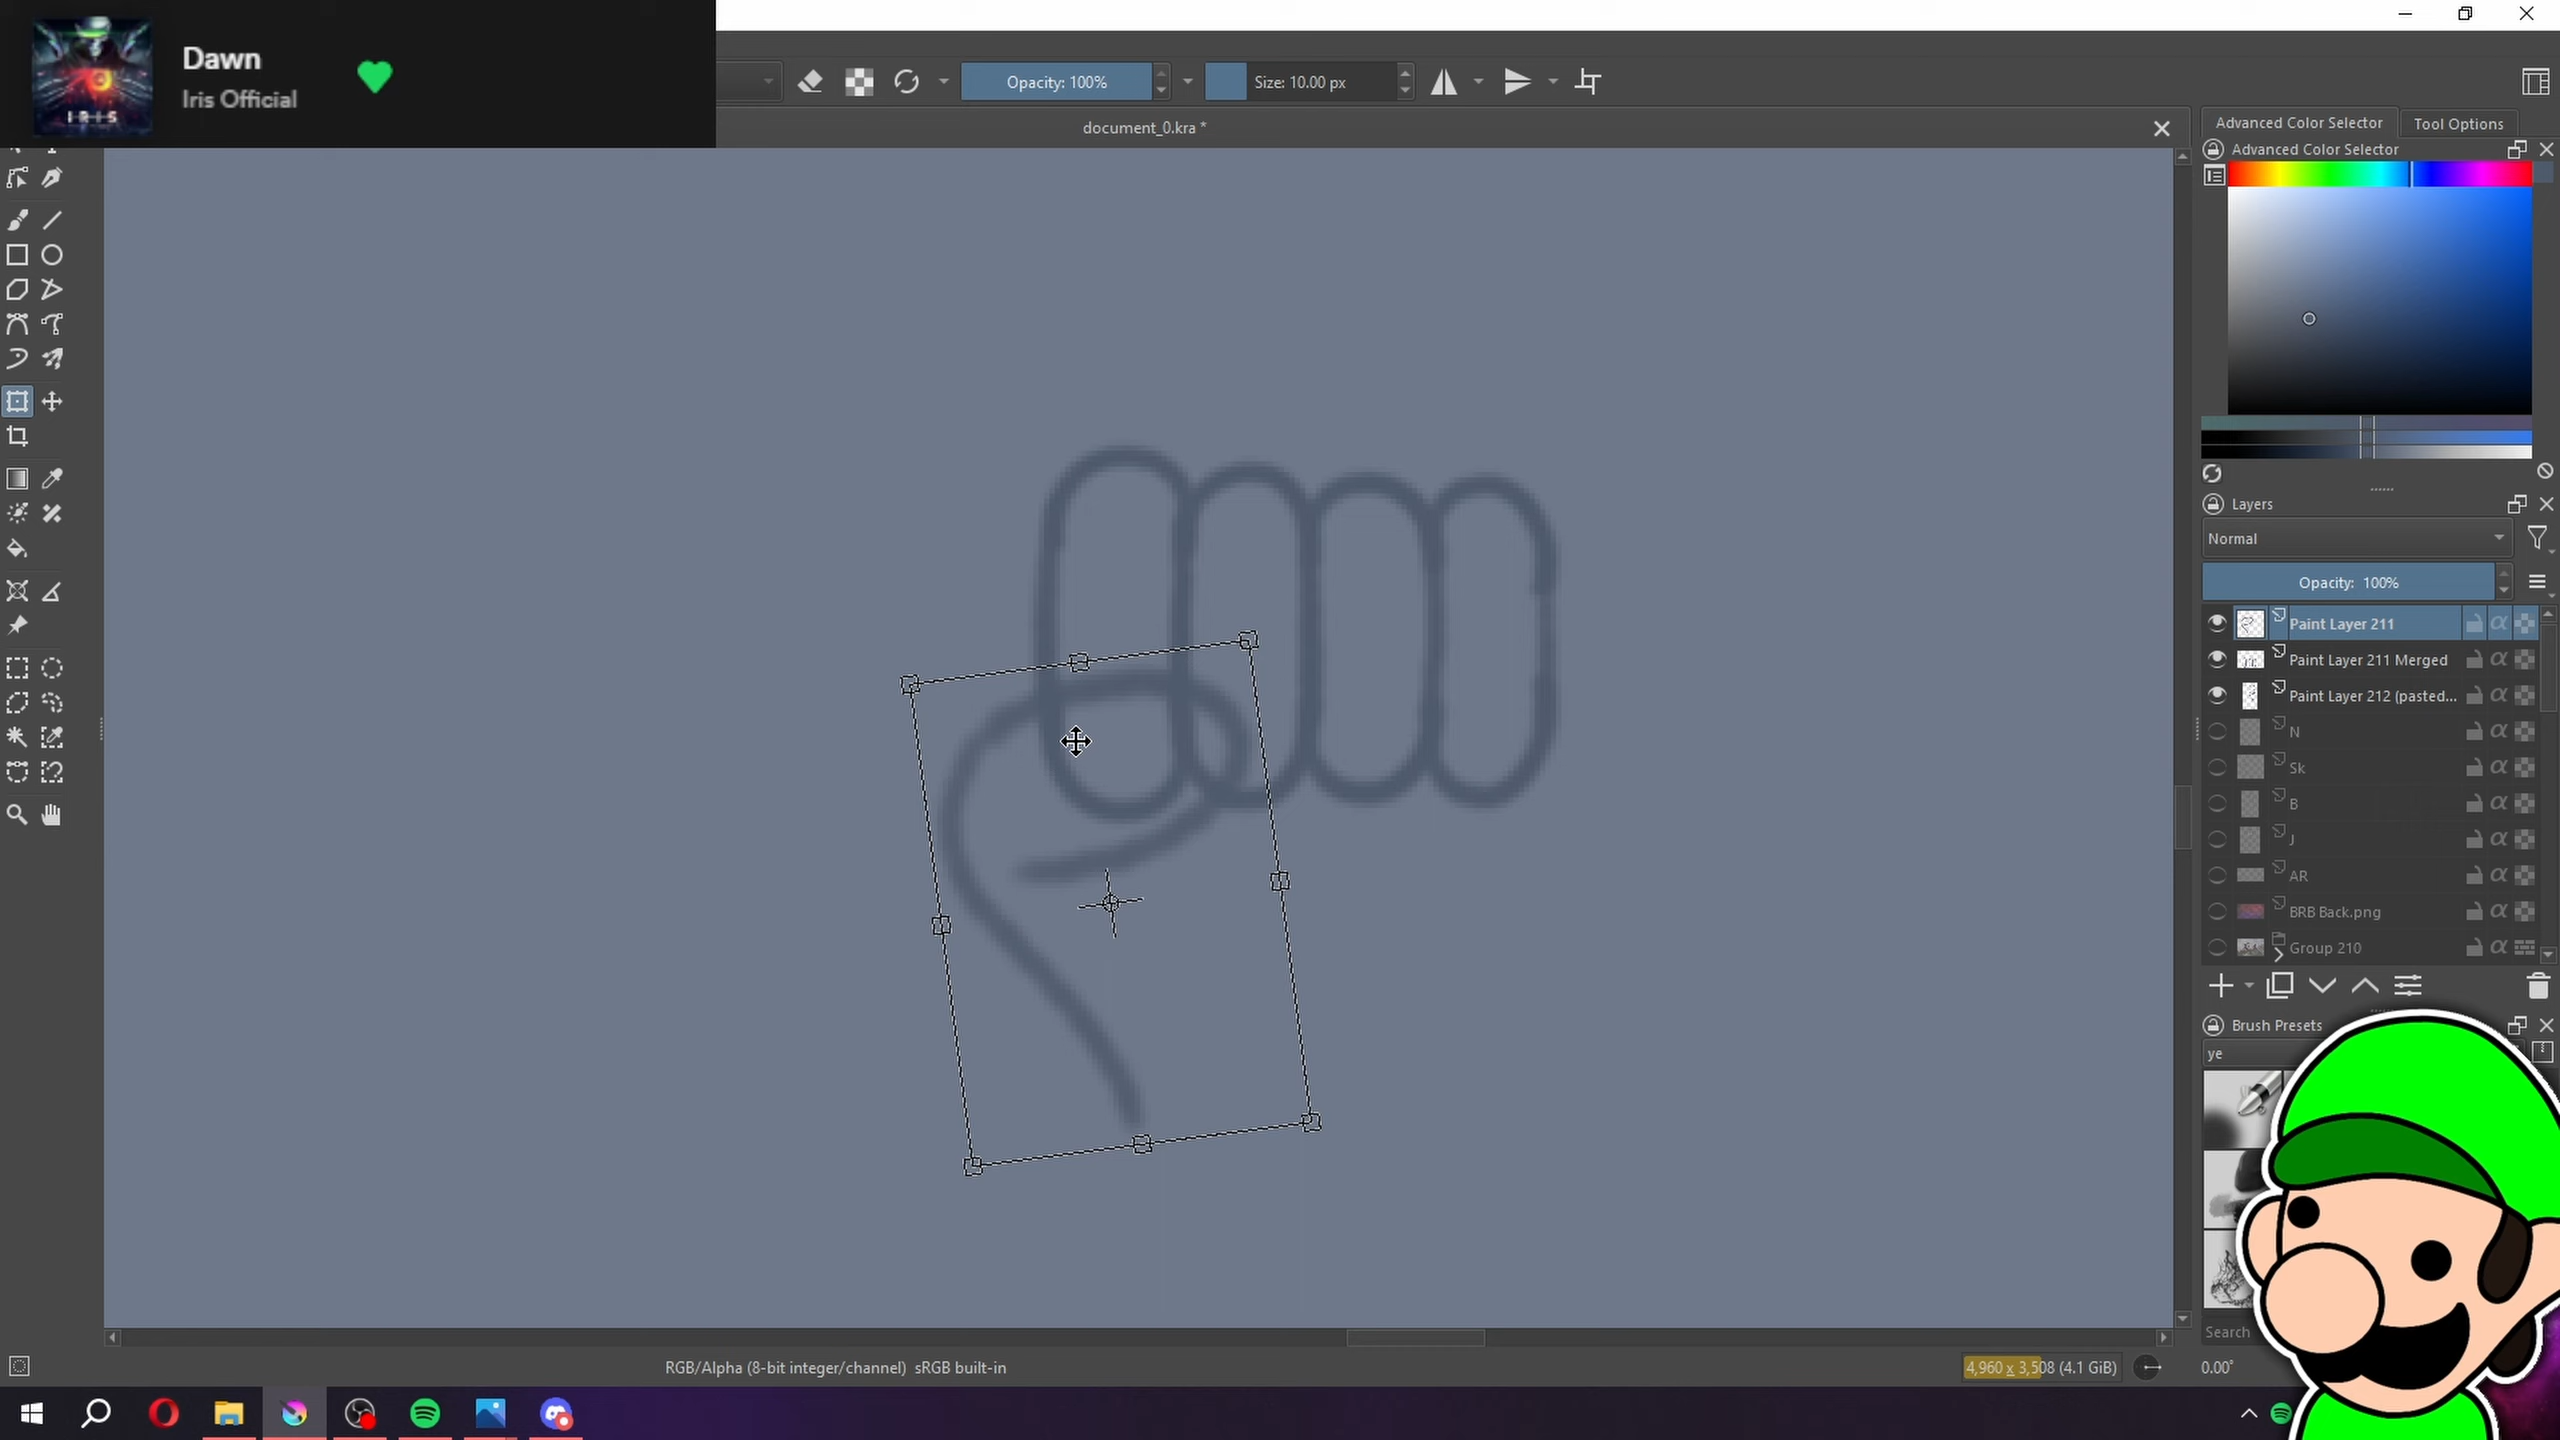 Dawn
Iris Official
IRIS
Opacity: 100%
Size: 10.00 px
document_0.kra *
Advanced Color Selector
Tool Options
Advanced Color Selector
Layers
Normal
Opacity: 100%
Paint Layer 211
Paint Layer 211 Merged
Paint Layer 212 (pasted...
N
Sk
B
J
AR
BRB Back.png
Group 210
Brush Presets
ye
Search
RGB/Alpha (8-bit integer/channel) sRGB built-in
4,960 x 3,508 (4.1 GiB)
0.00°